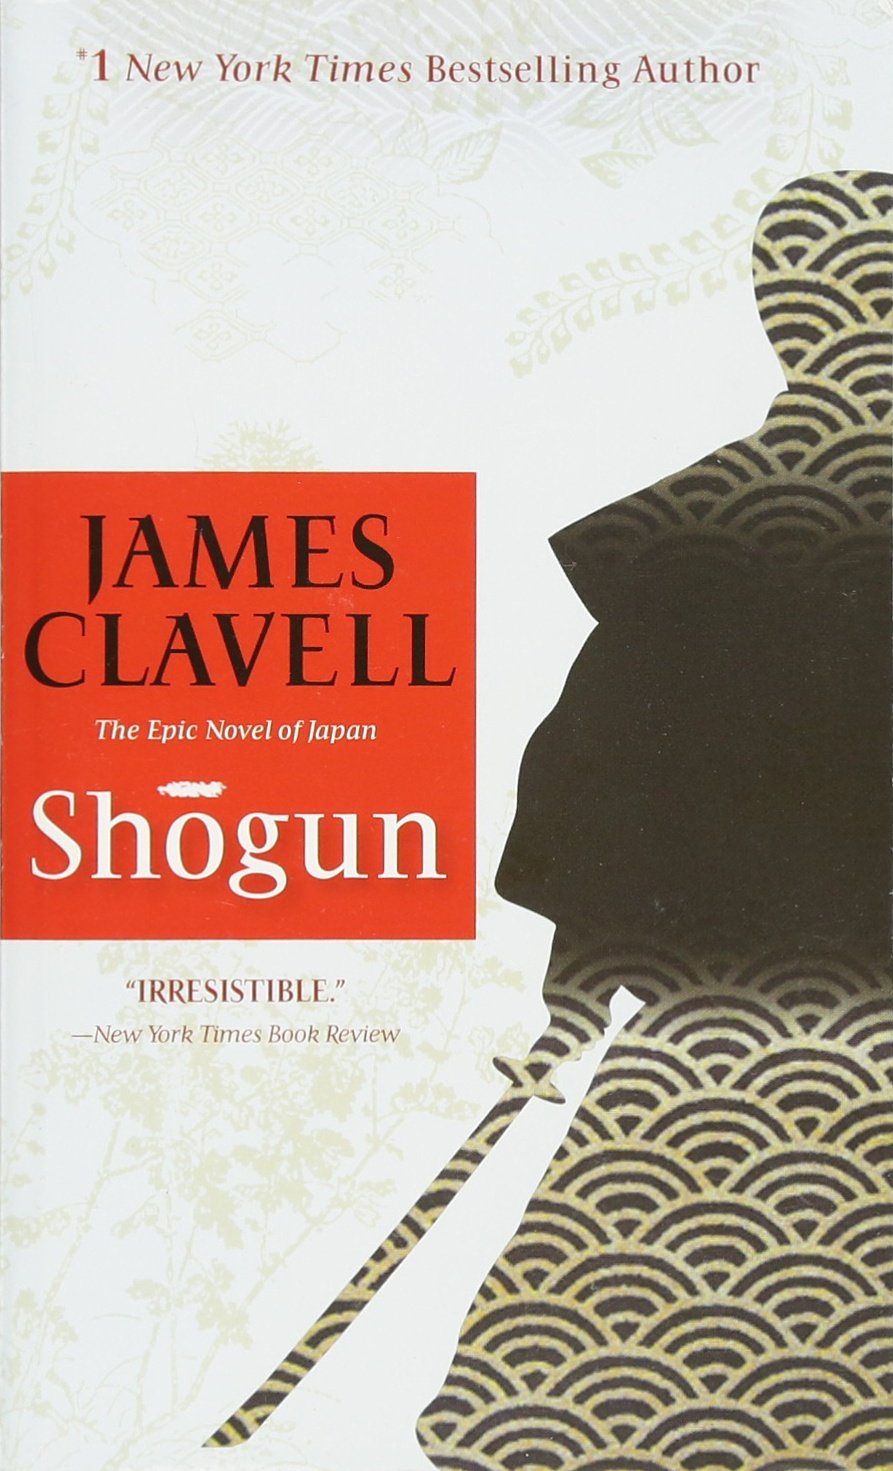 #1 New York Times Bestselling Author
JAMES
CLAVELL
The Epic Novel of Japan
Shōgun
“IRRESISTIBLE.”
—New York Times Book Review